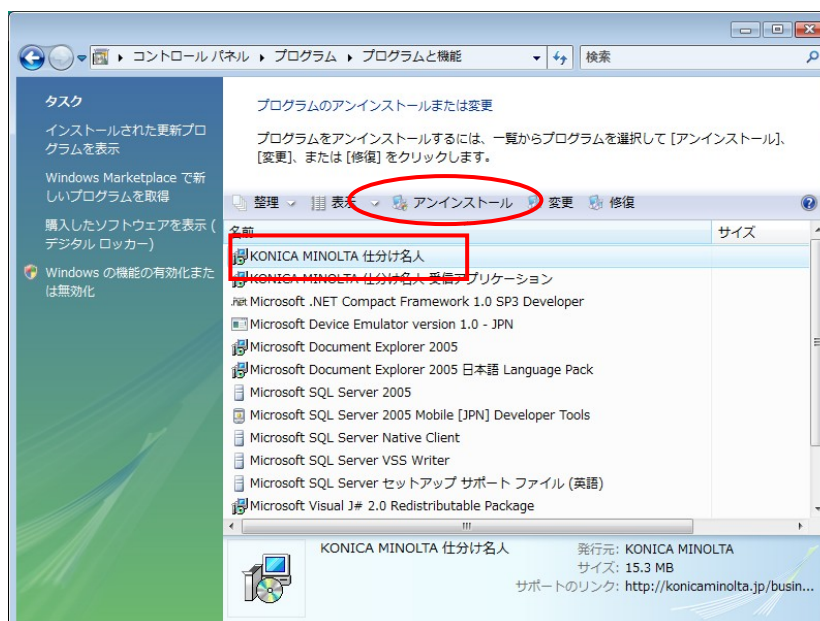 コントロール パネル ▸ プログラム ▸ プログラムと機能
検索
タスク
インストールされた更新プロ
グラムを表示
Windows Marketplace で新
しいプログラムを取得
購入したソフトウェアを表示 (
デジタル ロッカー)
Windows の機能の有効化また
は無効化
プログラムのアンインストールまたは変更
プログラムをアンインストールするには、一覧からプログラムを選択して [アンインストール]、
[変更]、または [修復] をクリックします。
整理 表示 アンインストール 変更 修復
名前 サイズ
KONICA MINOLTA 仕分け名人
KONICA MINOLTA 仕分け名人 受信アプリケーション
Microsoft .NET Compact Framework 1.0 SP3 Developer
Microsoft Device Emulator version 1.0 - JPN
Microsoft Document Explorer 2005
Microsoft Document Explorer 2005 日本語 Language Pack
Microsoft SQL Server 2005
Microsoft SQL Server 2005 Mobile [JPN] Developer Tools
Microsoft SQL Server Native Client
Microsoft SQL Server VSS Writer
Microsoft SQL Server セットアップ サポート ファイル (英語)
Microsoft Visual J# 2.0 Redistributable Package
KONICA MINOLTA 仕分け名人
発行元: KONICA MINOLTA
サイズ: 15.3 MB
サポートのリンク: http://konicaminolta.jp/busin...